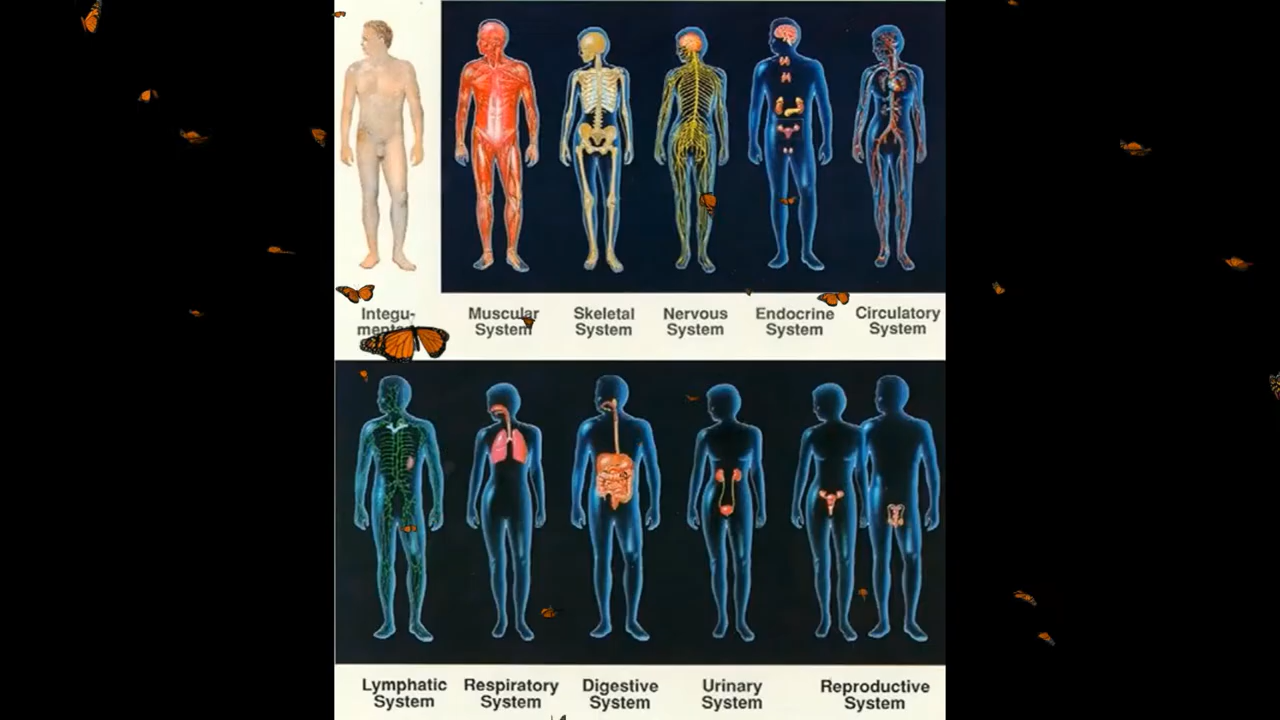 Integu-
Muscular
System
Skeletal
System
Nervous
System
Endocrine
System
Circulatory
System
Lymphatic
System
Respiratory
System
Digestive
System
Urinary
System
Reproductive
System